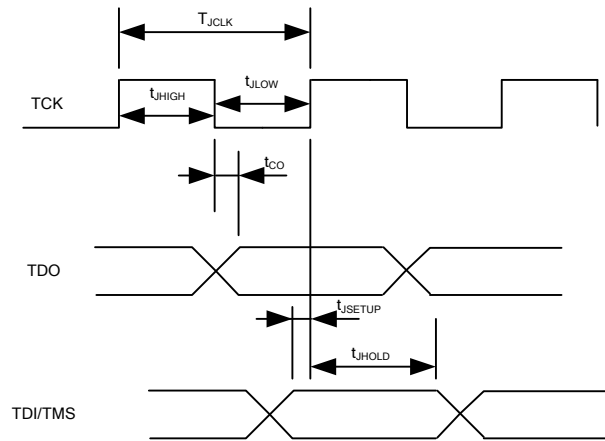 TJCLK
TCK
tJHIGH
tJLOW
tCO
TDO
tJSETUP
tJHOLD
TDI/TMS